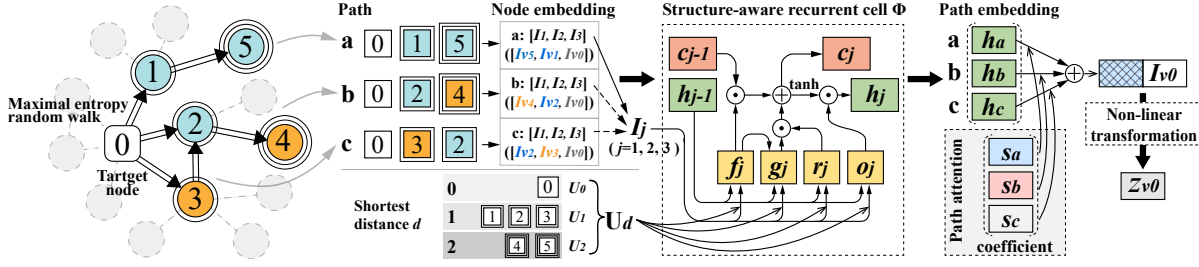 Maximal entropy
random walk
Tartget
node
0
1
2
3
4
5
Path
a 0 1 5
b 0 2 4
c 0 3 2
Node embedding
a: [I1, I2, I3]
([Iv5, Iv1, Iv0])
b: [I1, I2, I3]
([Iv4, Iv2, Iv0])
c: [I1, I2, I3]
([Iv2, Iv3, Iv0])
Ij
(j=1, 2, 3)
Shortest
distance d
0 0 U0
1 1 2 3 U1
2 4 5 U2
Ud
Structure-aware recurrent cell Φ
cj-1 cj
tanh
hj-1 hj
fj gj rj oj
Path embedding
a ha
b hb
c hc
Iv0
Non-linear
transformation
Zv0
Path attention
sa
sb
sc
coefficient